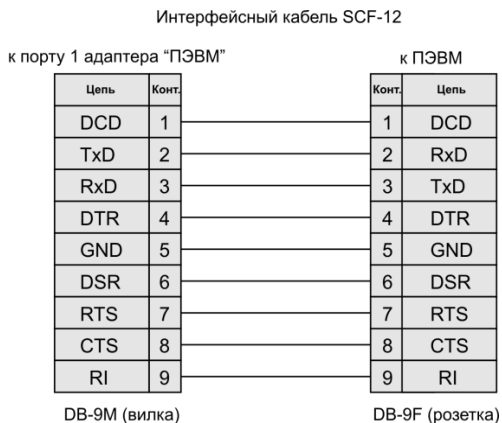 Интерфейсный кабель SCF-12
к порту 1 адаптера “ПЭВМ” к ПЭВМ
Цепь Конт. Конт. Цепь
DCD 1 1 DCD
TxD 2 2 RxD
RxD 3 3 TxD
DTR 4 4 DTR
GND 5 5 GND
DSR 6 6 DSR
RTS 7 7 RTS
CTS 8 8 CTS
RI 9 9 RI
DB-9M (вилка) DB-9F (розетка)